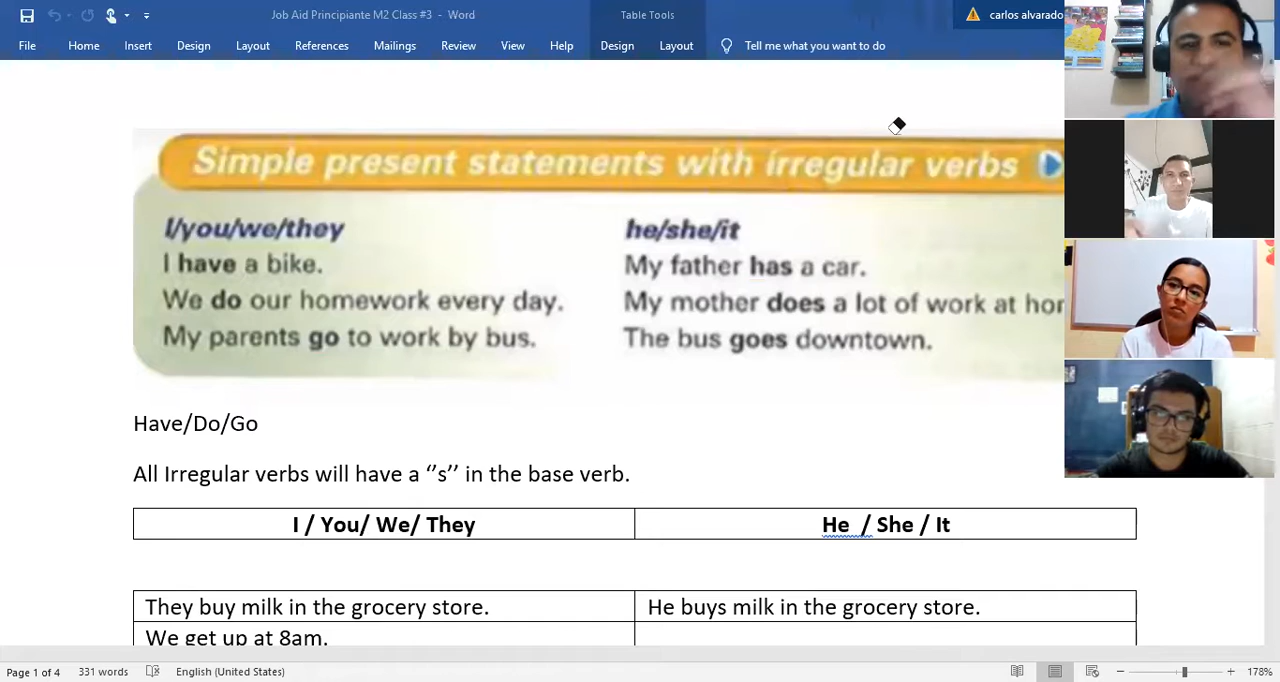 Job Aid Principiante M2 Class #3 - Word
Table Tools
carlos alvarado
File Home Insert Design Layout References Mailings Review View Help Design Layout Tell me what you want to do
Simple present statements with irregular verbs
I/you/we/they
I have a bike.
We do our homework every day.
My parents go to work by bus.
he/she/it
My father has a car.
My mother does a lot of work at hor
The bus goes downtown.
Have/Do/Go
All Irregular verbs will have a ‘’s’’ in the base verb.
I / You/ We/ They
He / She / It
They buy milk in the grocery store.
He buys milk in the grocery store.
We get up at 8am.
Page 1 of 4 331 words English (United States) 178%